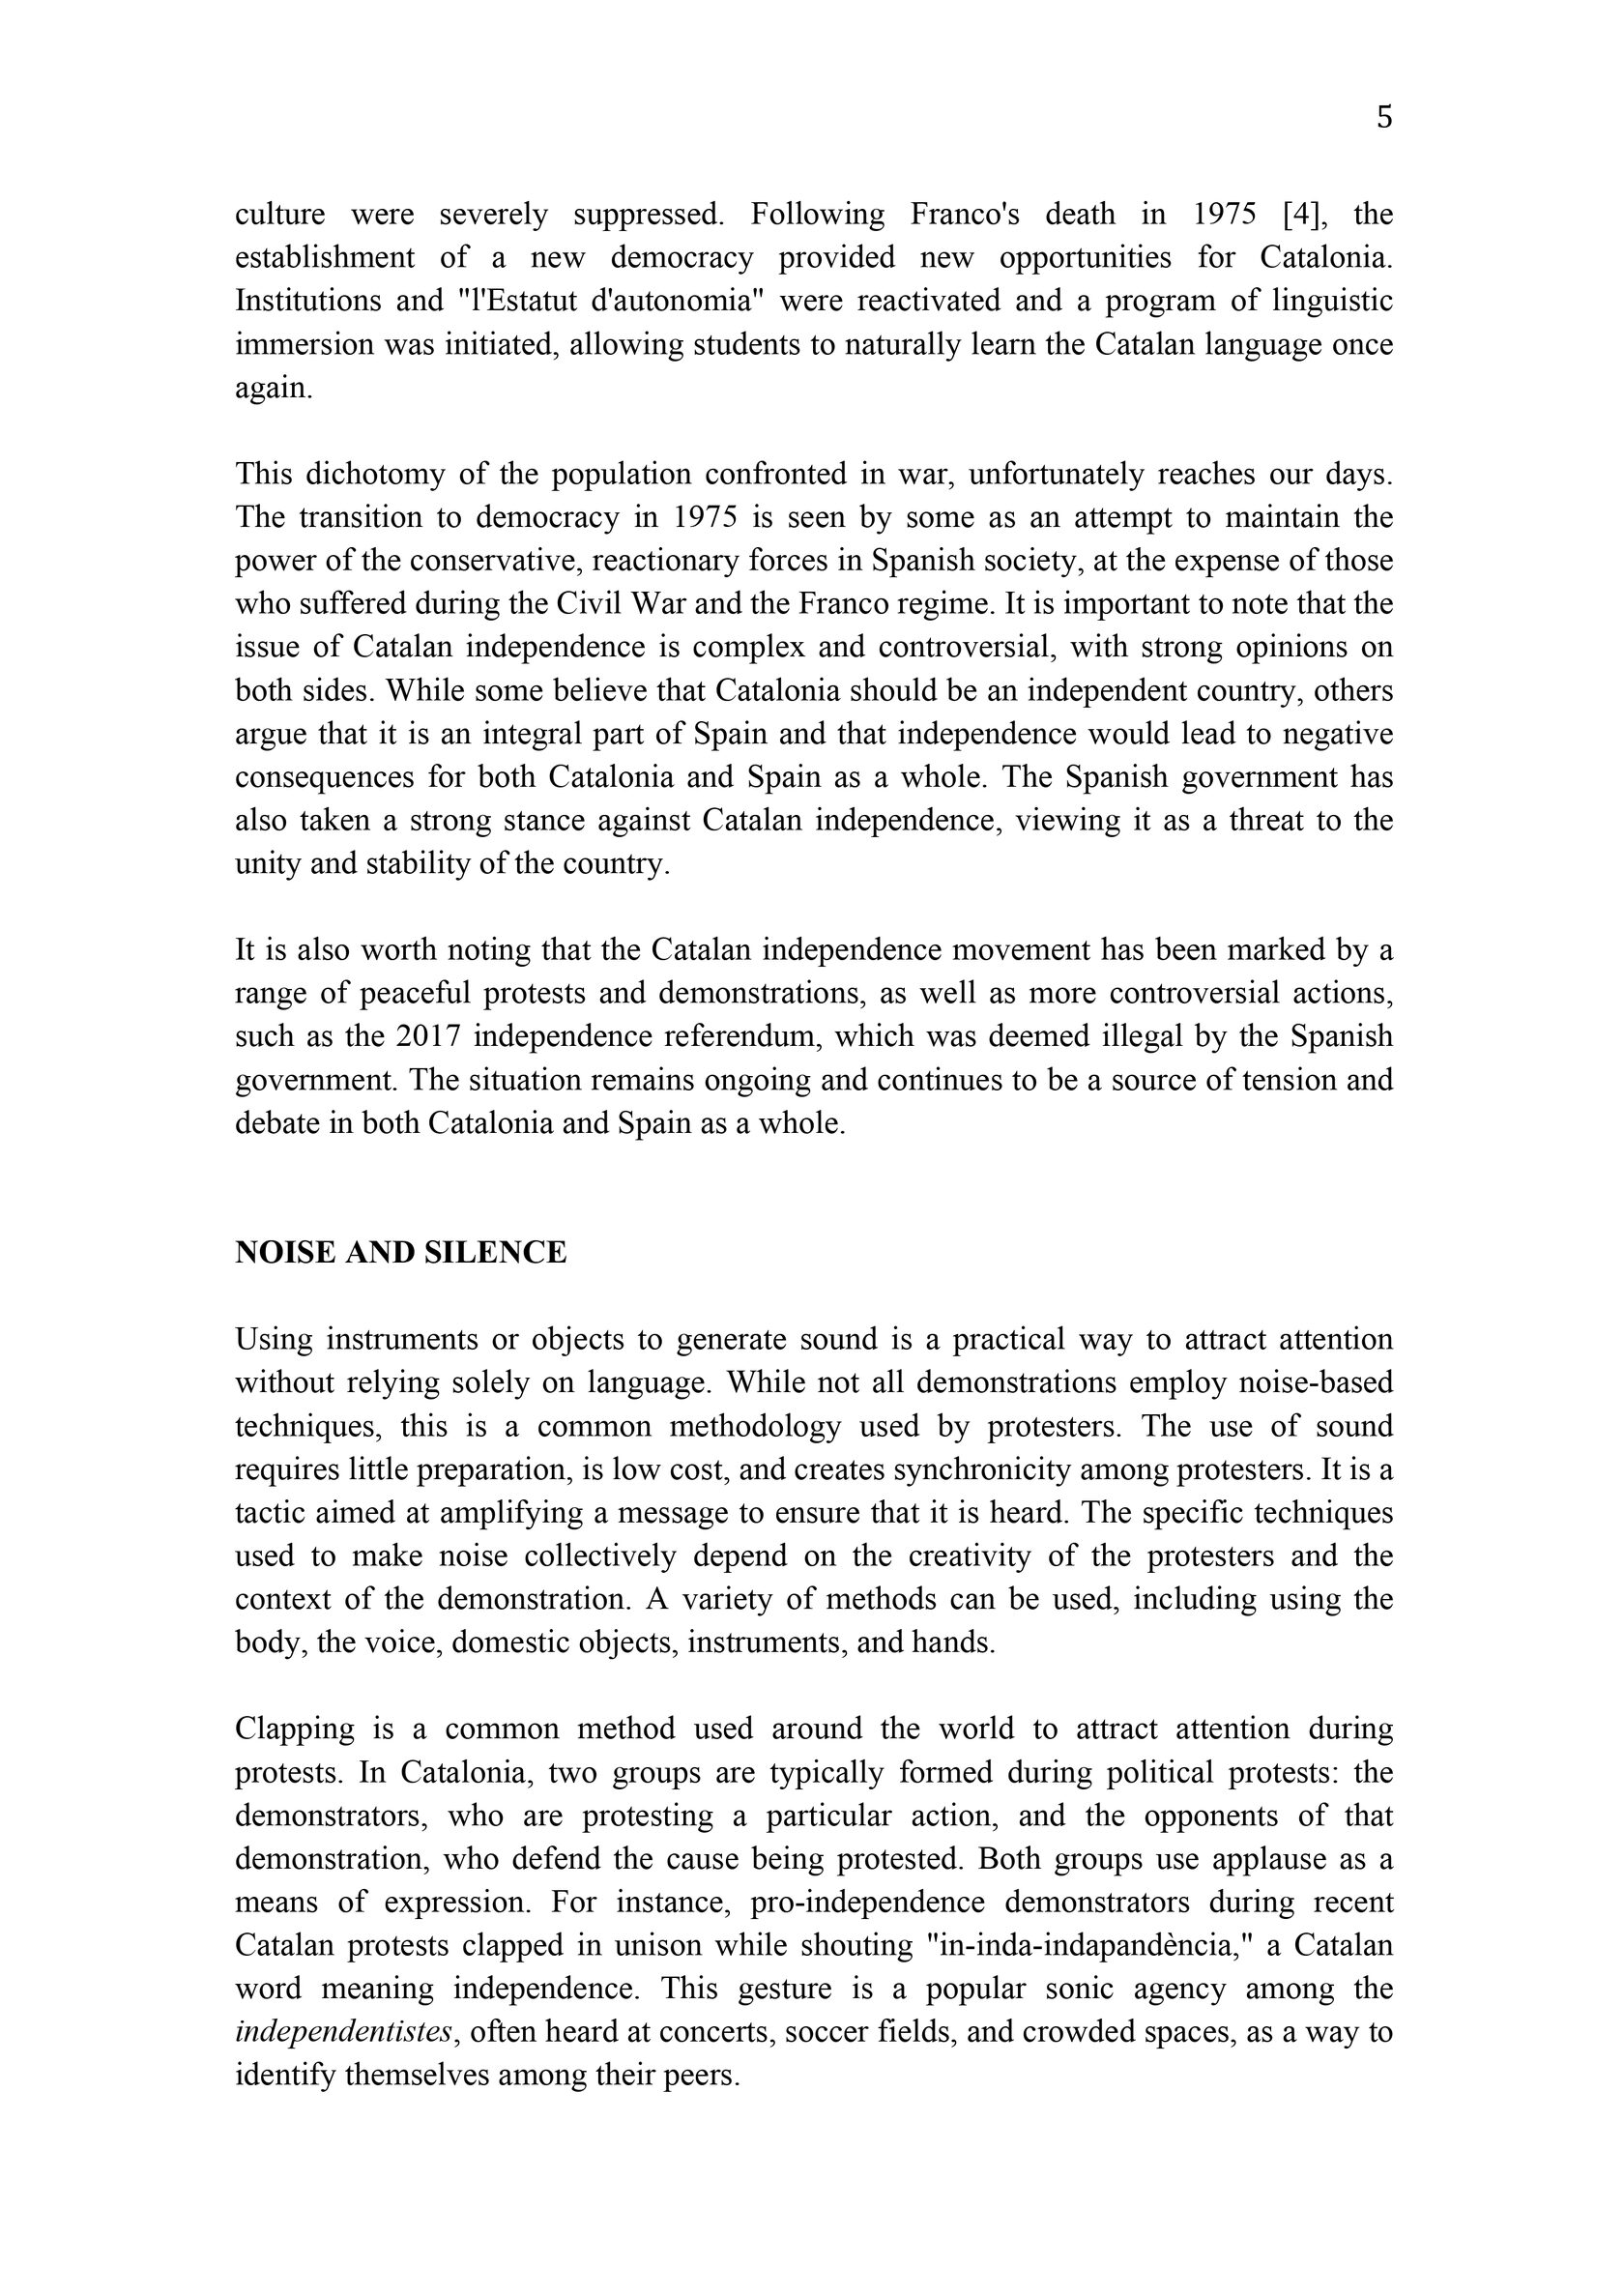 5
culture were severely suppressed. Following Franco's death in 1975 [4], the
establishment of a new democracy provided new opportunities for Catalonia.
Institutions and "l'Estatut d'autonomia" were reactivated and a program of linguistic
immersion was initiated, allowing students to naturally learn the Catalan language once
again.
This dichotomy of the population confronted in war, unfortunately reaches our days.
The transition to democracy in 1975 is seen by some as an attempt to maintain the
power of the conservative, reactionary forces in Spanish society, at the expense of those
who suffered during the Civil War and the Franco regime. It is important to note that the
issue of Catalan independence is complex and controversial, with strong opinions on
both sides. While some believe that Catalonia should be an independent country, others
argue that it is an integral part of Spain and that independence would lead to negative
consequences for both Catalonia and Spain as a whole. The Spanish government has
also taken a strong stance against Catalan independence, viewing it as a threat to the
unity and stability of the country.
It is also worth noting that the Catalan independence movement has been marked by a
range of peaceful protests and demonstrations, as well as more controversial actions,
such as the 2017 independence referendum, which was deemed illegal by the Spanish
government. The situation remains ongoing and continues to be a source of tension and
debate in both Catalonia and Spain as a whole.
NOISE AND SILENCE
Using instruments or objects to generate sound is a practical way to attract attention
without relying solely on language. While not all demonstrations employ noise-based
techniques, this is a common methodology used by protesters. The use of sound
requires little preparation, is low cost, and creates synchronicity among protesters. It is a
tactic aimed at amplifying a message to ensure that it is heard. The specific techniques
used to make noise collectively depend on the creativity of the protesters and the
context of the demonstration. A variety of methods can be used, including using the
body, the voice, domestic objects, instruments, and hands.
Clapping is a common method used around the world to attract attention during
protests. In Catalonia, two groups are typically formed during political protests: the
demonstrators, who are protesting a particular action, and the opponents of that
demonstration, who defend the cause being protested. Both groups use applause as a
means of expression. For instance, pro-independence demonstrators during recent
Catalan protests clapped in unison while shouting "in-inda-indapandència," a Catalan
word meaning independence. This gesture is a popular sonic agency among the
independentistes, often heard at concerts, soccer fields, and crowded spaces, as a way to
identify themselves among their peers.